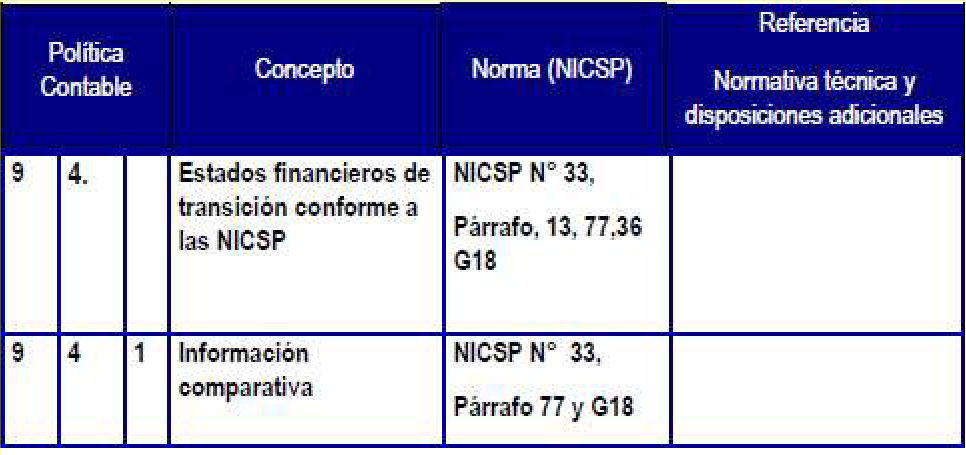 Política
Contable
Concepto
Norma (NICSP)
Referencia
Normativa técnica y
disposiciones adicionales
9
4.
Estados financieros de
transición conforme a
las NICSP
NICSP N° 33,
Párrafo, 13, 77,36
G18
9
4
1
Información
comparativa
NICSP N° 33,
Párrafo 77 y G18